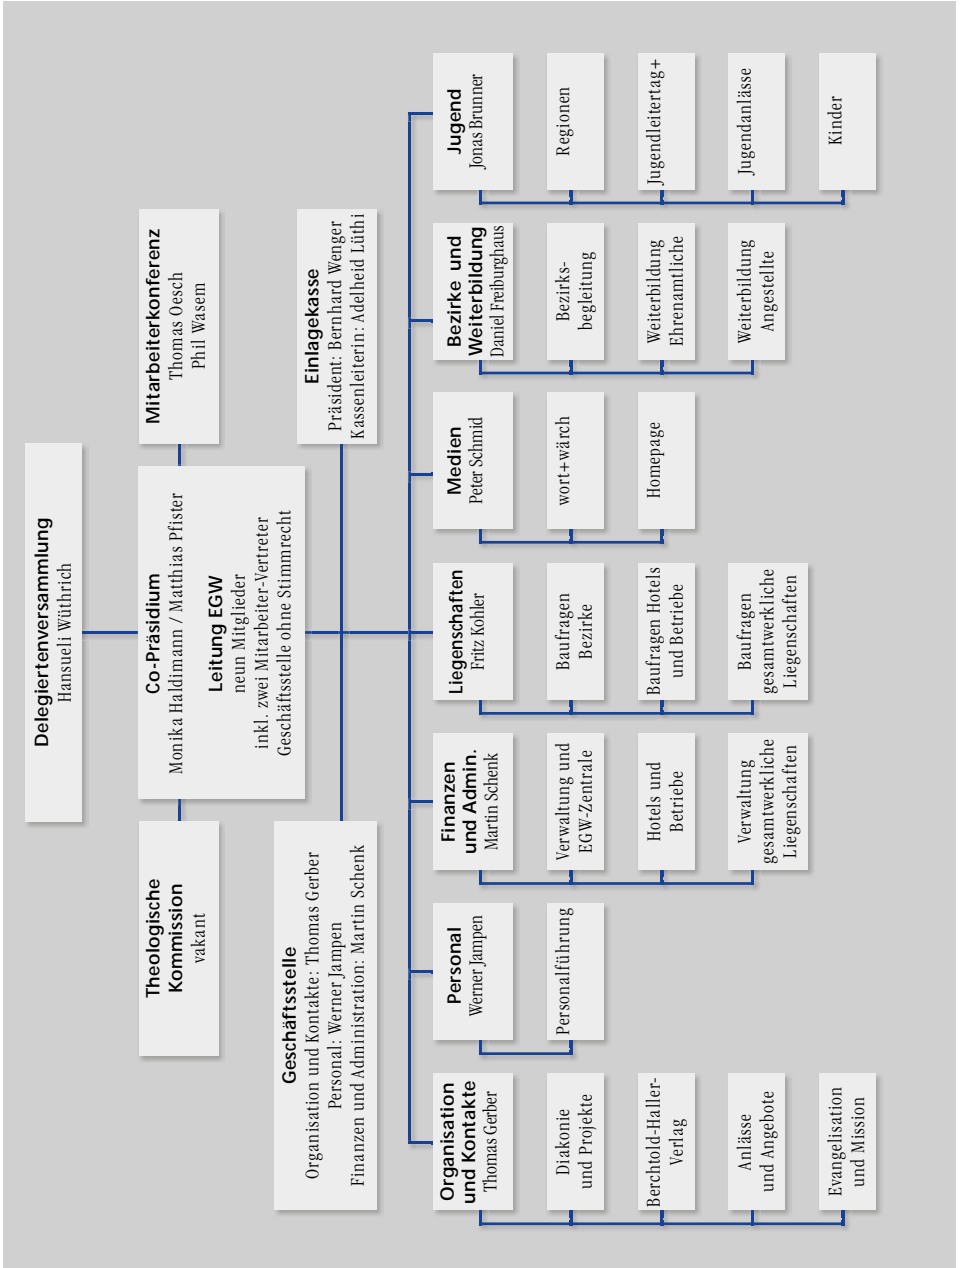 Delegiertenversammlung
Hansueli Wüthrich
Theologische
Kommission
vakant
Co-Präsidium
Monika Haldimann / Matthias Pfister
Leitung EGW
neun Mitglieder
inkl. zwei Mitarbeiter-Vertreter
Geschäftsstelle ohne Stimmrecht
Mitarbeiterkonferenz
Thomas Oesch
Phil Wasem
Geschäftsstelle
Organisation und Kontakte: Thomas Gerber
Personal: Werner Jampen
Finanzen und Administration: Martin Schenk
Einlagekasse
Präsident: Bernhard Wenger
Kassenleiterin: Adelheid Lüthi
Organisation
und Kontakte
Thomas Gerber
Diakonie
und Projekte
Berchtold-Haller-
Verlag
Anlässe
und Angebote
Evangelisation
und Mission
Personal
Werner Jampen
Personalführung
Finanzen
und Admin.
Martin Schenk
Verwaltung und
EGW-Zentrale
Hotels und
Betriebe
Verwaltung
gesamtwerkliche
Liegenschaften
Liegenschaften
Fritz Kohler
Baufragen
Bezirke
Baufragen Hotels
und Betriebe
Baufragen
gesamtwerkliche
Liegenschaften
Medien
Peter Schmid
wort+wärch
Homepage
Bezirke und
Weiterbildung
Daniel Freiburghaus
Bezirks-
begleitung
Weiterbildung
Ehrenamtliche
Weiterbildung
Angestellte
Jugend
Jonas Brunner
Regionen
Jugendleitertag+
Jugendanlässe
Kinder